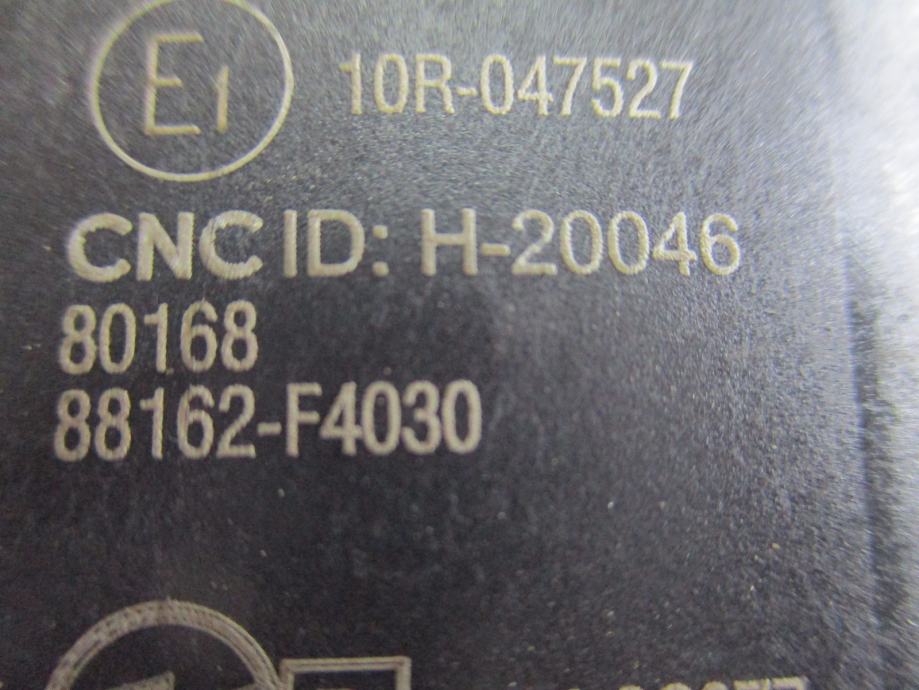 E1 10R-047527
CNC ID: H-20046
80168
88162-F4030